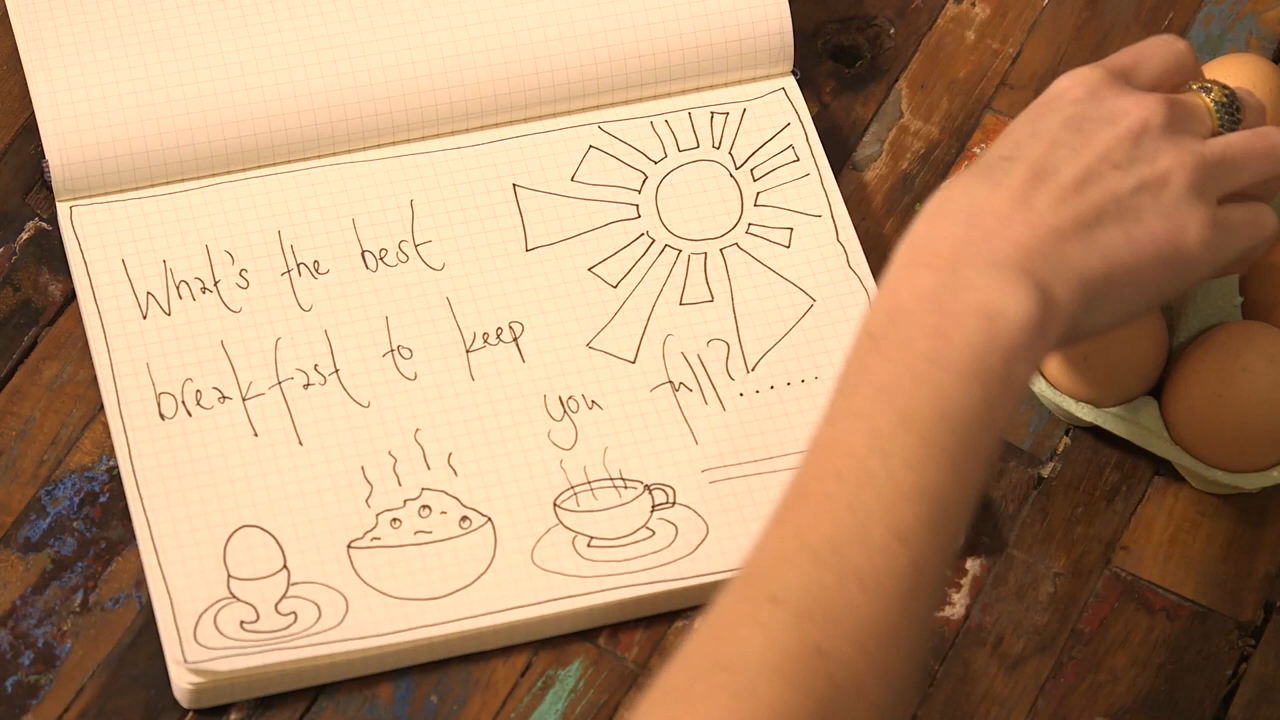 What's the best
breakfast to keep
you full?.......